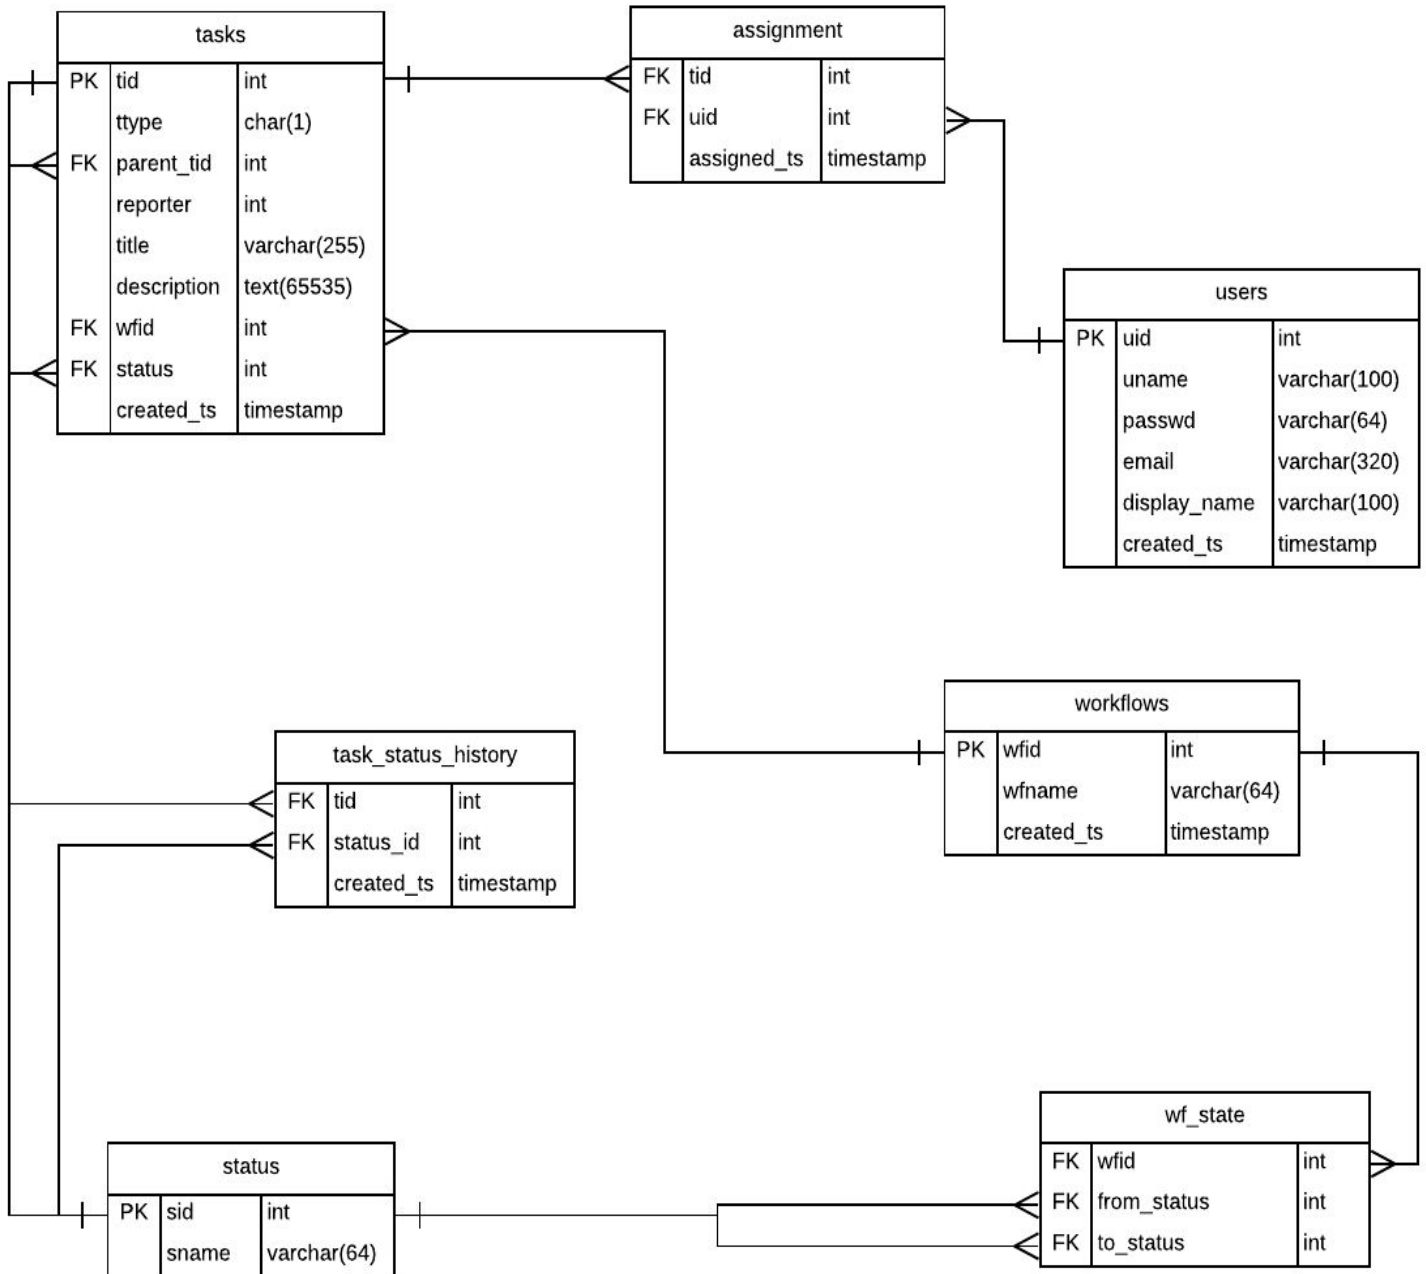 tasks
PK tid int
ttype char(1)
FK parent_tid int
reporter int
title varchar(255)
description text(65535)
FK wfid int
FK status int
created_ts timestamp
assignment
FK tid int
FK uid int
assigned_ts timestamp
users
PK uid int
uname varchar(100)
passwd varchar(64)
email varchar(320)
display_name varchar(100)
created_ts timestamp
workflows
PK wfid int
wfname varchar(64)
created_ts timestamp
task_status_history
FK tid int
FK status_id int
created_ts timestamp
status
PK sid int
sname varchar(64)
wf_state
FK wfid int
FK from_status int
FK to_status int